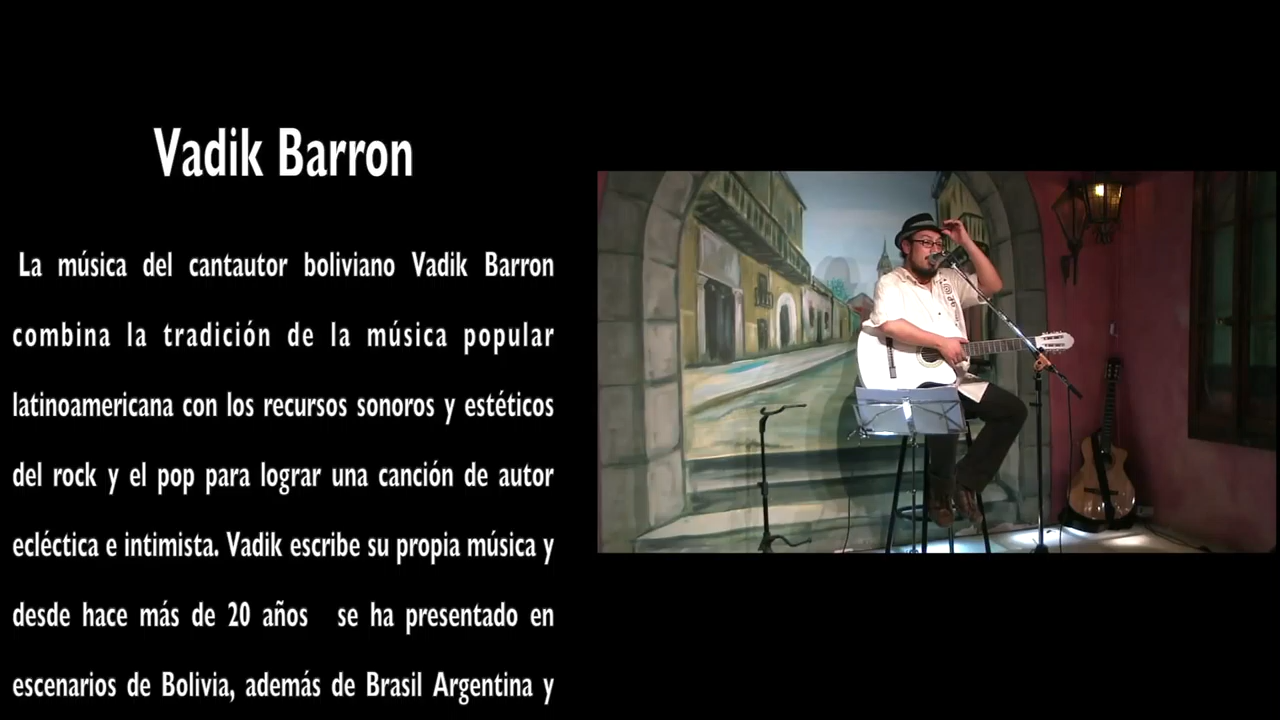 Vadik Barron
La música del cantautor boliviano Vadik Barron
combina la tradición de la música popular
latinoamericana con los recursos sonoros y estéticos
del rock y el pop para lograr una canción de autor
ecléctica e intimista. Vadik escribe su propia música y
desde hace más de 20 años se ha presentado en
escenarios de Bolivia, además de Brasil Argentina y